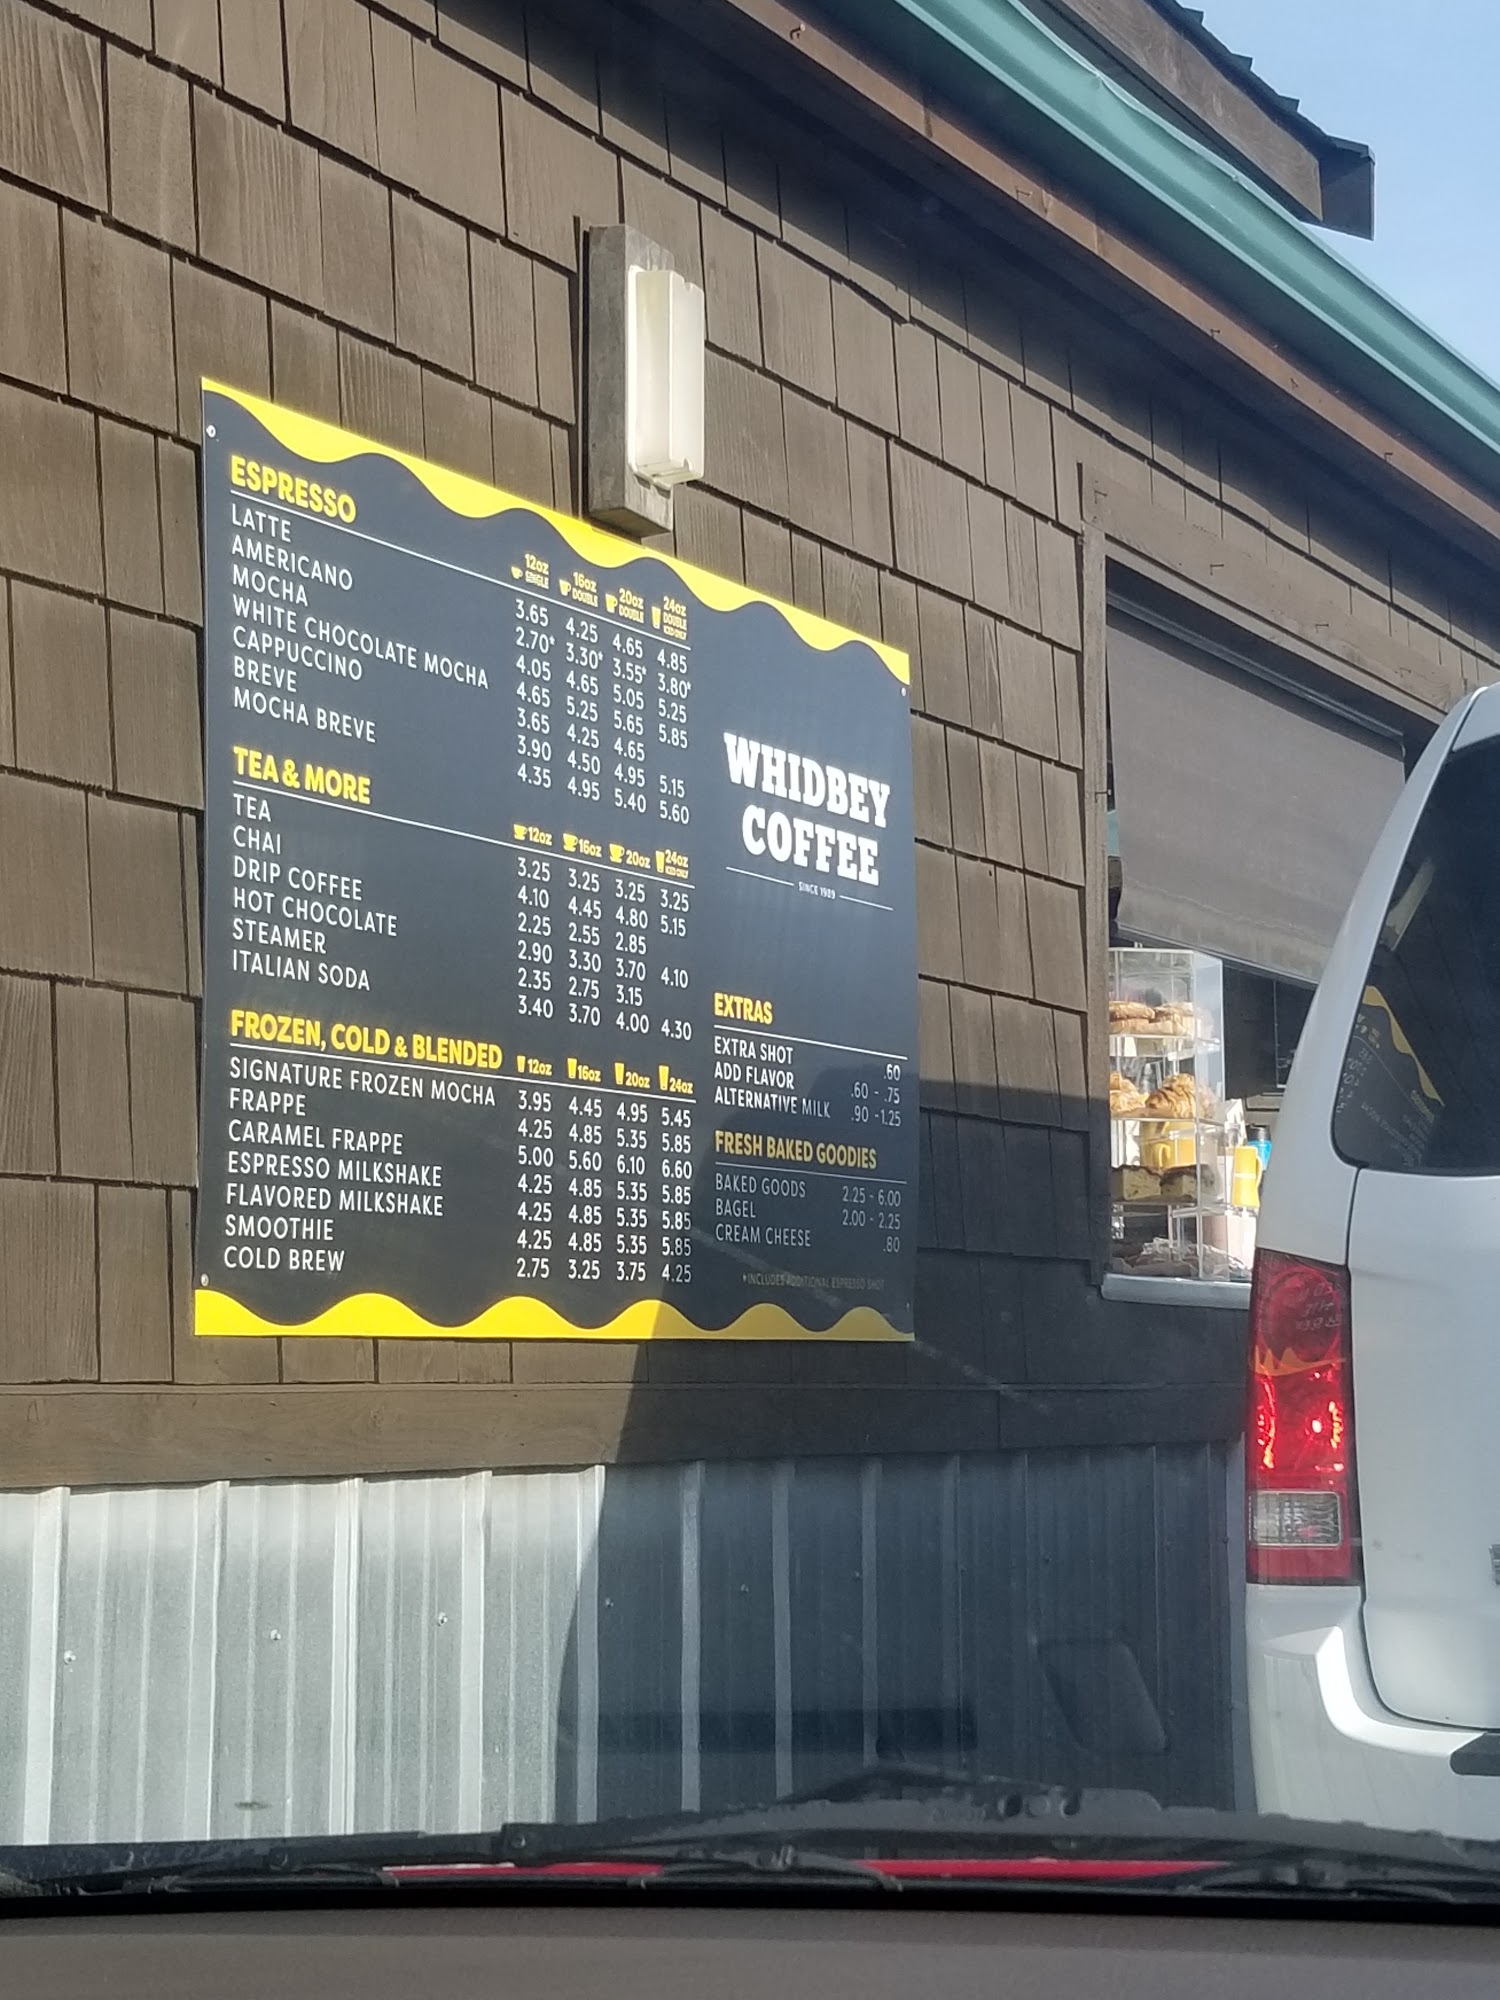 ESPRESSO
12oz SINGLE 16oz DOUBLE 20oz DOUBLE 24oz DOUBLE ICED ONLY
LATTE 3.65 4.25 4.65 4.85
AMERICANO 2.70* 3.30* 3.55* 3.80*
MOCHA 4.05 4.65 5.05 5.25
WHITE CHOCOLATE MOCHA 4.65 5.25 5.65 5.85
CAPPUCCINO 3.65 4.25 4.65
BREVE 3.90 4.50 4.95 5.15
MOCHA BREVE 4.35 4.95 5.40 5.60
TEA & MORE 12oz 16oz 20oz 24oz ICED ONLY
TEA 3.25 3.25 3.25 3.25
CHAI 4.10 4.45 4.80 5.15
DRIP COFFEE 2.25 2.55 2.85
HOT CHOCOLATE 2.90 3.30 3.70 4.10
STEAMER 2.35 2.75 3.15
ITALIAN SODA 3.40 3.70 4.00 4.30
FROZEN, COLD & BLENDED 12oz 16oz 20oz 24oz
SIGNATURE FROZEN MOCHA 3.95 4.45 4.95 5.45
FRAPPE 4.25 4.85 5.35 5.85
CARAMEL FRAPPE 5.00 5.60 6.10 6.60
ESPRESSO MILKSHAKE 4.25 4.85 5.35 5.85
FLAVORED MILKSHAKE 4.25 4.85 5.35 5.85
SMOOTHIE 4.25 4.85 5.35 5.85
COLD BREW 2.75 3.25 3.75 4.25
WHIDBEY
COFFEE
SINCE 1989
EXTRAS
EXTRA SHOT .60
ADD FLAVOR .60 - .75
ALTERNATIVE MILK .90 -1.25
FRESH BAKED GOODIES
BAKED GOODS 2.25 - 6.00
BAGEL 2.00 - 2.25
CREAM CHEESE .80
*INCLUDES ADDITIONAL ESPRESSO SHOT